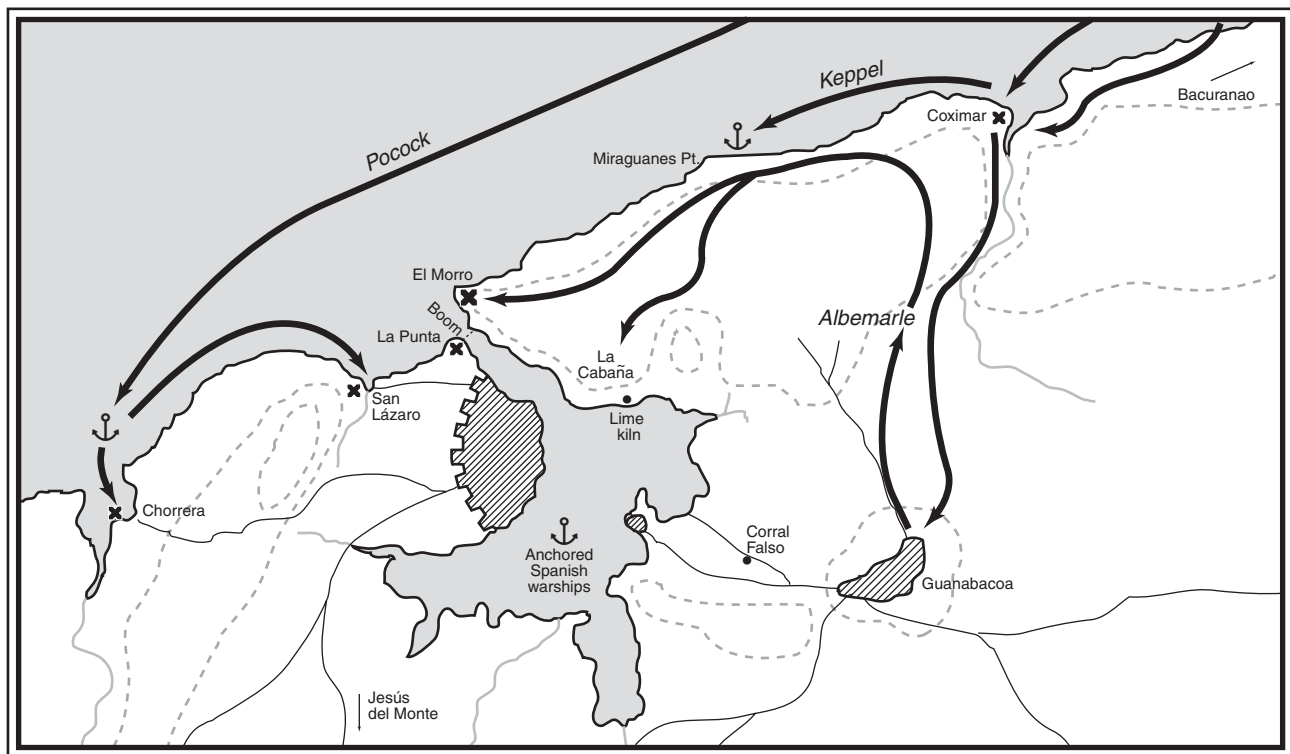 Keppel
Bacuranao
Coximar
Pocock
Miraguanes Pt.
El Morro
Boom
La Punta
Albemarle
La
Cabaña
San
Lázaro
Lime
kiln
Chorrera
Anchored
Spanish
warships
Corral
Falso
Guanabacoa
Jesús
del Monte